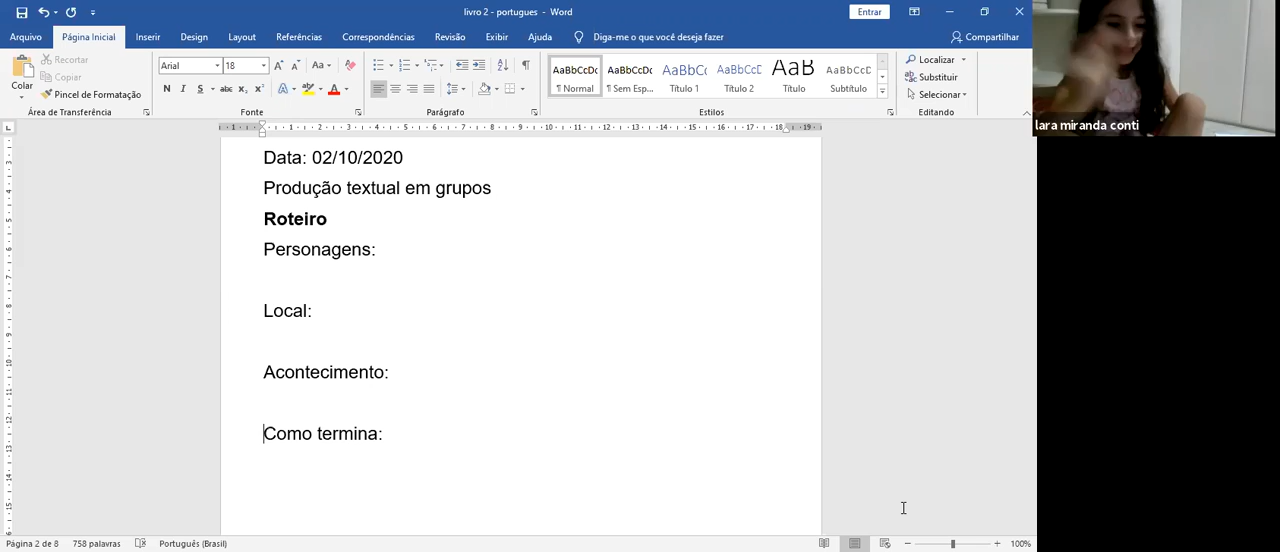 livro 2 - portugues - Word
Entrar
Arquivo Página Inicial Inserir Design Layout Referências Correspondências Revisão Exibir Ajuda Diga-me o que você deseja fazer Compartilhar
Colar
Recortar
Copiar
Pincel de Formatação
Área de Transferência
Arial 18
Fonte
Parágrafo
AaBbCcDc AaBbCcDc AaBbCc AaBbCcD AaB AaBbCcD
¶ Normal ¶ Sem Esp... Título 1 Título 2 Título Subtítulo
Estilos
Localizar
Substituir
Selecionar
Editando
lara miranda conti
Data: 02/10/2020
Produção textual em grupos
Roteiro
Personagens:
Local:
Acontecimento:
Como termina:
Página 2 de 8 758 palavras Português (Brasil) 100%